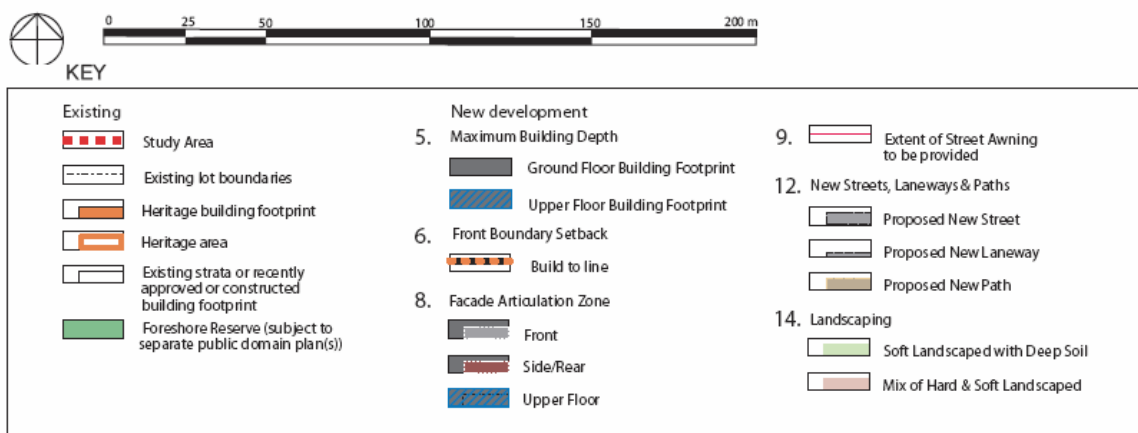 0 25 50 100 150 200 m
KEY
Existing
Study Area
Existing lot boundaries
Heritage building footprint
Heritage area
Existing strata or recently
approved or constructed
building footprint
Foreshore Reserve (subject to
separate public domain plan(s))
New development
5. Maximum Building Depth
Ground Floor Building Footprint
Upper Floor Building Footprint
6. Front Boundary Setback
Build to line
8. Facade Articulation Zone
Front
Side/Rear
Upper Floor
9. Extent of Street Awning
to be provided
12. New Streets, Laneways & Paths
Proposed New Street
Proposed New Laneway
Proposed New Path
14. Landscaping
Soft Landscaped with Deep Soil
Mix of Hard & Soft Landscaped